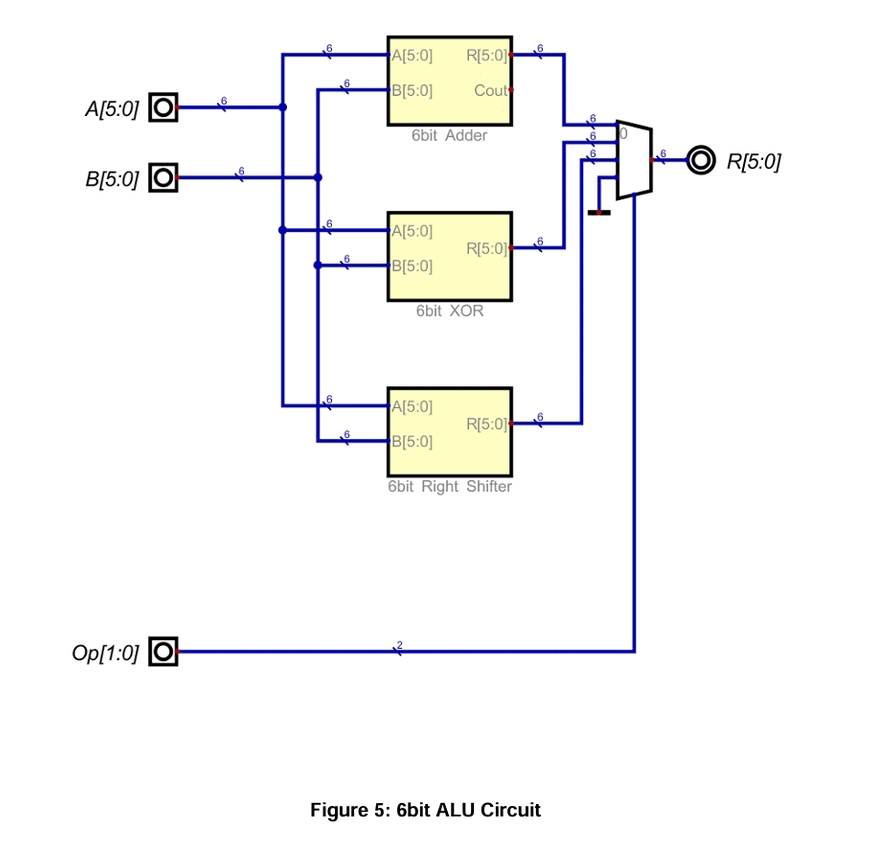 6
6
A[5:0]
R[5:0]
6
A[5:0]
6
6
B[5:0]
Cout
6
0
6
6bit Adder
6
6
R[5:0]
B[5:0]
6
6
A[5:0]
R[5:0]
6
6
B[5:0]
6bit XOR
6
A[5:0]
R[5:0]
6
6
B[5:0]
6bit Right Shifter
Op[1:0]
2
Figure 5: 6bit ALU Circuit